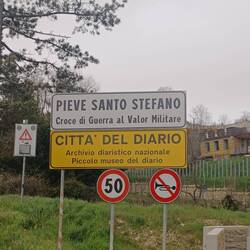 PIEVE SANTO STEFANO
Croce di Guerra al Valor Militare
CITTA' DEL DIARIO
Archivio diaristico nazionale
Piccolo museo del diario
50